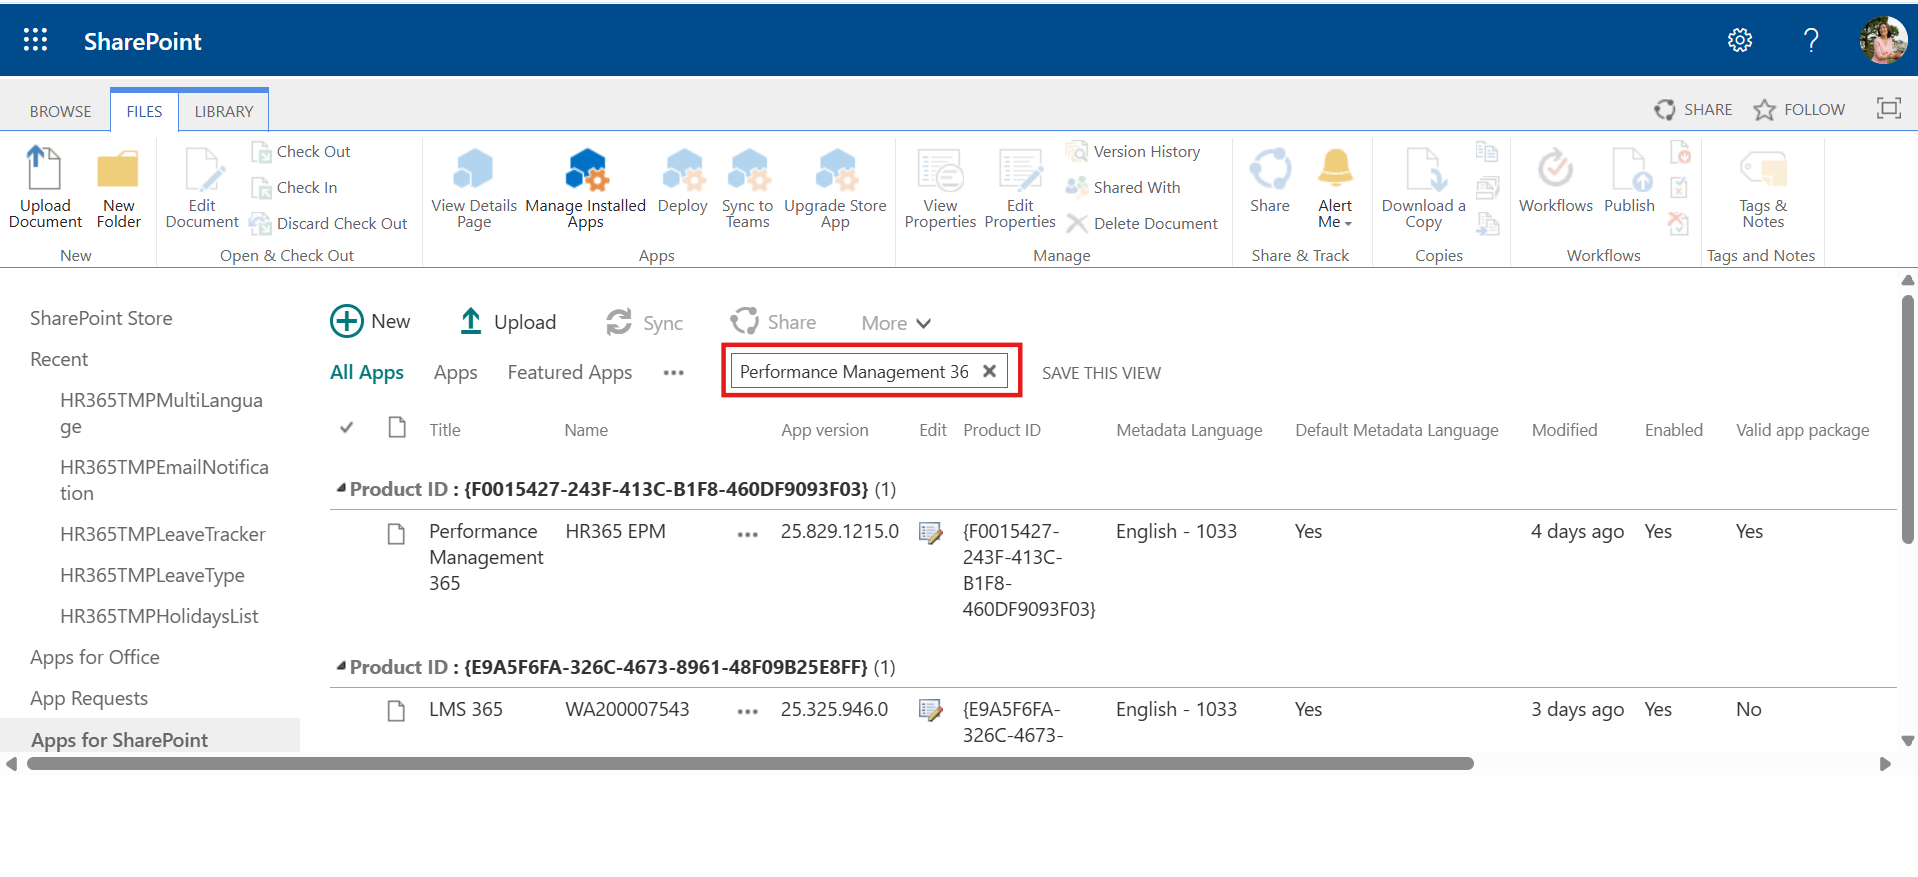 SharePoint
?
BROWSE
FILES
LIBRARY
SHARE
FOLLOW
Upload
Document
New
Folder
New
Edit
Document
Check Out
Check In
Discard Check Out
Open & Check Out
View Details
Page
Manage Installed
Apps
Deploy
Sync to
Teams
Upgrade Store
App
Apps
View
Properties
Edit
Properties
Version History
Shared With
Delete Document
Manage
Share
Alert
Me
Share & Track
Download a
Copy
Copies
Workflows
Publish
Workflows
Tags &
Notes
Tags and Notes
SharePoint Store
Recent
HR365TMPMultiLangua
ge
HR365TMPEmailNotifica
tion
HR365TMPLeaveTracker
HR365TMPLeaveType
HR365TMPHolidaysList
Apps for Office
App Requests
Apps for SharePoint
New
Upload
Sync
Share
More
All Apps
Apps
Featured Apps
•••
Performance Management 36
SAVE THIS VIEW
Title
Name
App version
Edit
Product ID
Metadata Language
Default Metadata Language
Modified
Enabled
Valid app package
Product ID : {F0015427-243F-413C-B1F8-460DF9093F03} (1)
Performance
Management
365
HR365 EPM
•••
25.829.1215.0
{F0015427-
243F-413C-
B1F8-
460DF9093F03}
English - 1033
Yes
4 days ago
Yes
Yes
Product ID : {E9A5F6FA-326C-4673-8961-48F09B25E8FF} (1)
LMS 365
WA200007543
•••
25.325.946.0
{E9A5F6FA-
326C-4673-
English - 1033
Yes
3 days ago
Yes
No